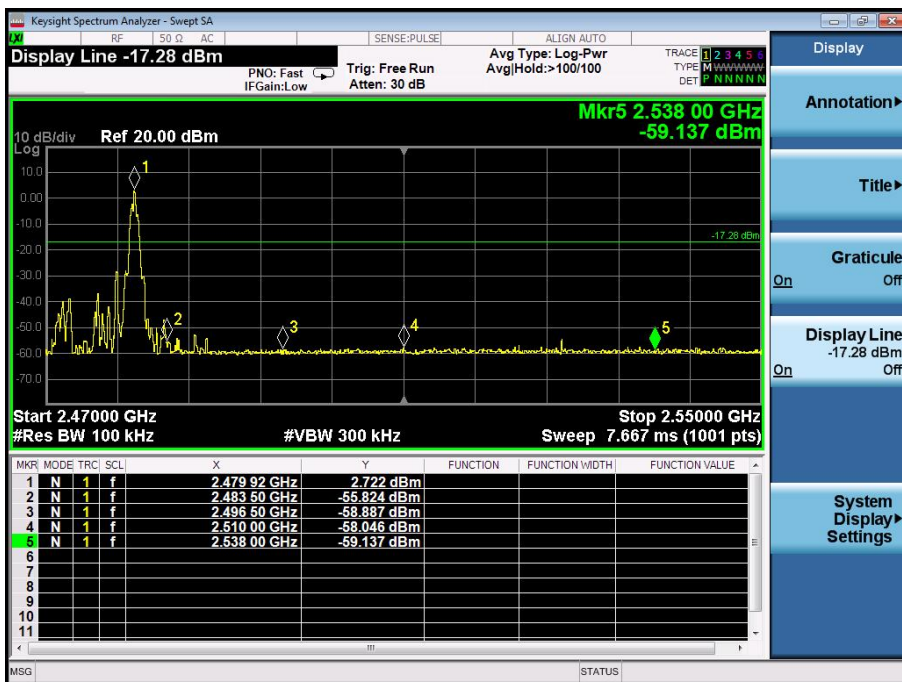 Keysight Spectrum Analyzer - Swept SA
LXI RF 50 Ω AC SENSE:PULSE ALIGN AUTO
Display Line -17.28 dBm
PNO: Fast
IFGain:Low
Trig: Free Run
Atten: 30 dB
Avg Type: Log-Pwr
Avg|Hold:>100/100
TRACE 1 2 3 4 5 6
TYPE M WWWWW
DET P N N N N N
Mkr5 2.538 00 GHz
-59.137 dBm
10 dB/div Ref 20.00 dBm
Log
10.0
0.00
-10.0
-20.0
-30.0
-40.0
-50.0
-60.0
-70.0
1
2
3
4
5
-17.28 dBm
Start 2.47000 GHz Stop 2.55000 GHz
#Res BW 100 kHz #VBW 300 kHz Sweep 7.667 ms (1001 pts)
MKR MODE TRC SCL X Y FUNCTION FUNCTION WIDTH FUNCTION VALUE
1 N 1 f 2.479 92 GHz 2.722 dBm
2 N 1 f 2.483 50 GHz -55.824 dBm
3 N 1 f 2.496 50 GHz -58.887 dBm
4 N 1 f 2.510 00 GHz -58.046 dBm
5 N 1 f 2.538 00 GHz -59.137 dBm
6
7
8
9
10
11
MSG STATUS
Display
Annotation
Title
Graticule
On Off
Display Line
-17.28 dBm
On Off
System
Display
Settings